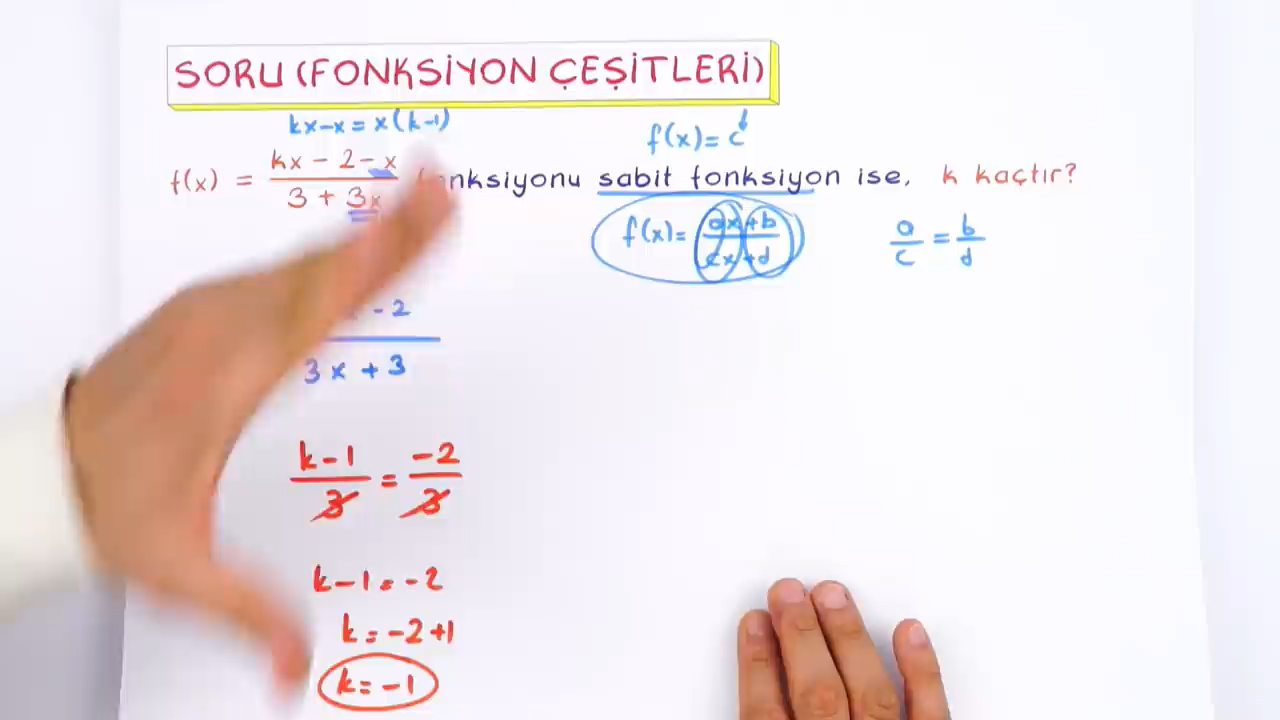 SORU (FONKSİYON ÇEŞİTLERİ)
kx-x = x(k-1)
f(x) = c
f(x) = kx - 2 - x / 3 + 3x sabit fonksiyon ise, k kaçtır?
f(x) = ax+b / cx+d
a/c = b/d
- 2
3x + 3
k-1 / 3 = -2 / 3
k-1 = -2
k = -2+1
k = -1